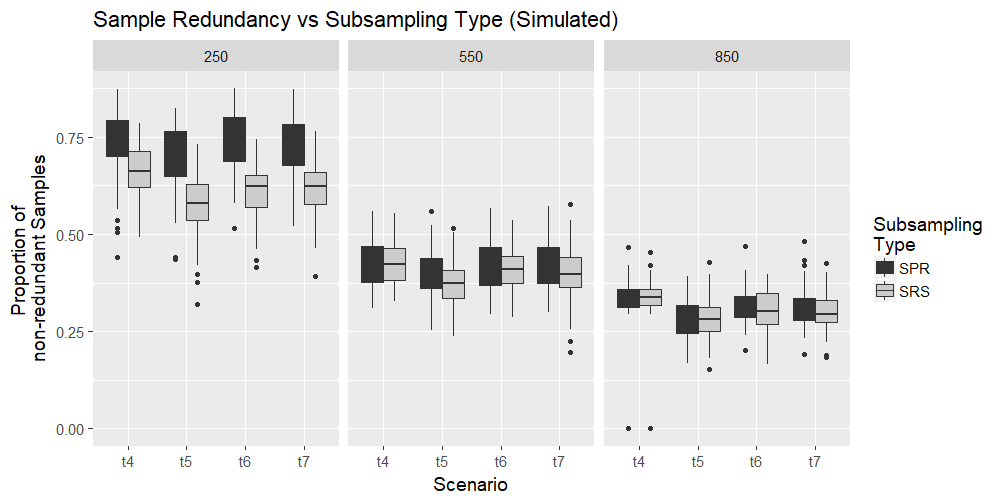 Sample Redundancy vs Subsampling Type (Simulated)
250
550
850
Proportion of
non-redundant Samples
0.75
0.50
0.25
0.00
t4
t5
t6
t7
t4
t5
t6
t7
t4
t5
t6
t7
Scenario
Subsampling
Type
SPR
SRS